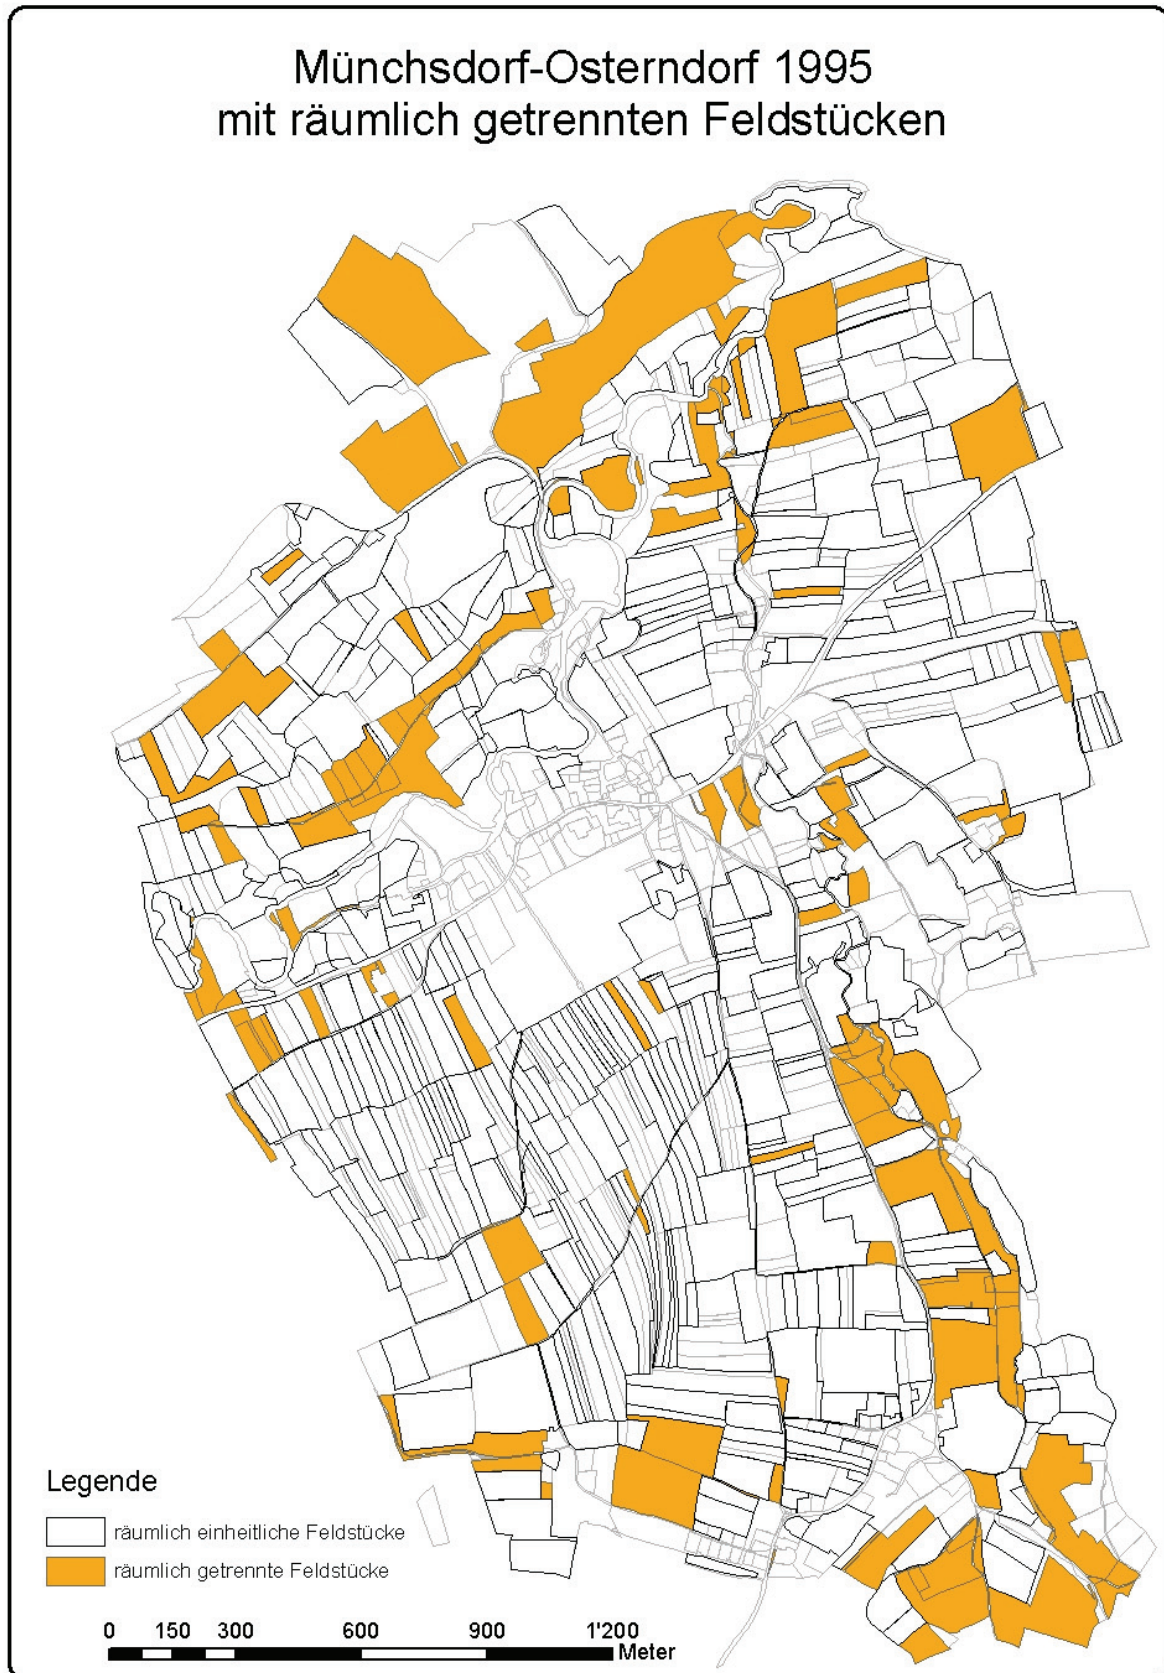 Münchsdorf-Osterndorf 1995
mit räumlich getrennten Feldstücken
Legende
räumlich einheitliche Feldstücke
räumlich getrennte Feldstücke
0 150 300 600 900 1'200
Meter